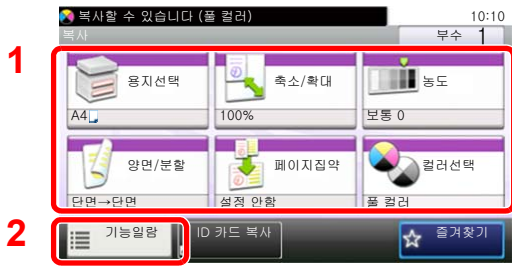 복사할 수 있습니다 (풀 컬러) 10:10
복사 부수 1
1
용지선택 축소/확대 농도
A4 100% 보통 0
양면/분할 페이지집약 컬러선택
단면→단면 설정 안함 풀 컬러
2
기능일람 ID 카드 복사 즐겨찾기